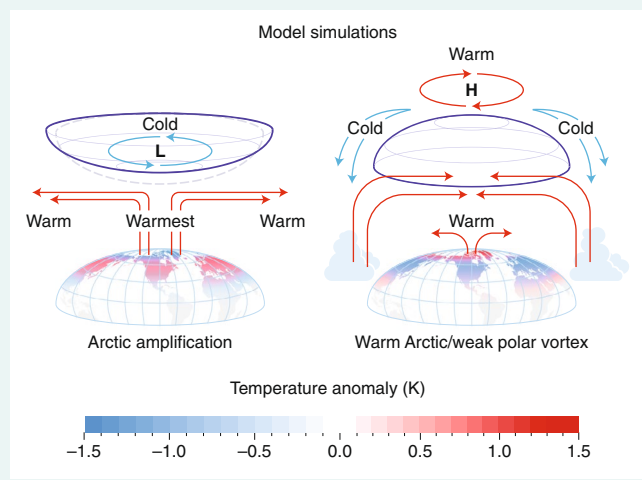 Model simulations
Cold
L
Warm
Warmest
Warm
Arctic amplification
Warm
H
Cold
Cold
Warm
Warm Arctic/weak polar vortex
Temperature anomaly (K)
–1.5 –1.0 –0.5 0.0 0.5 1.0 1.5